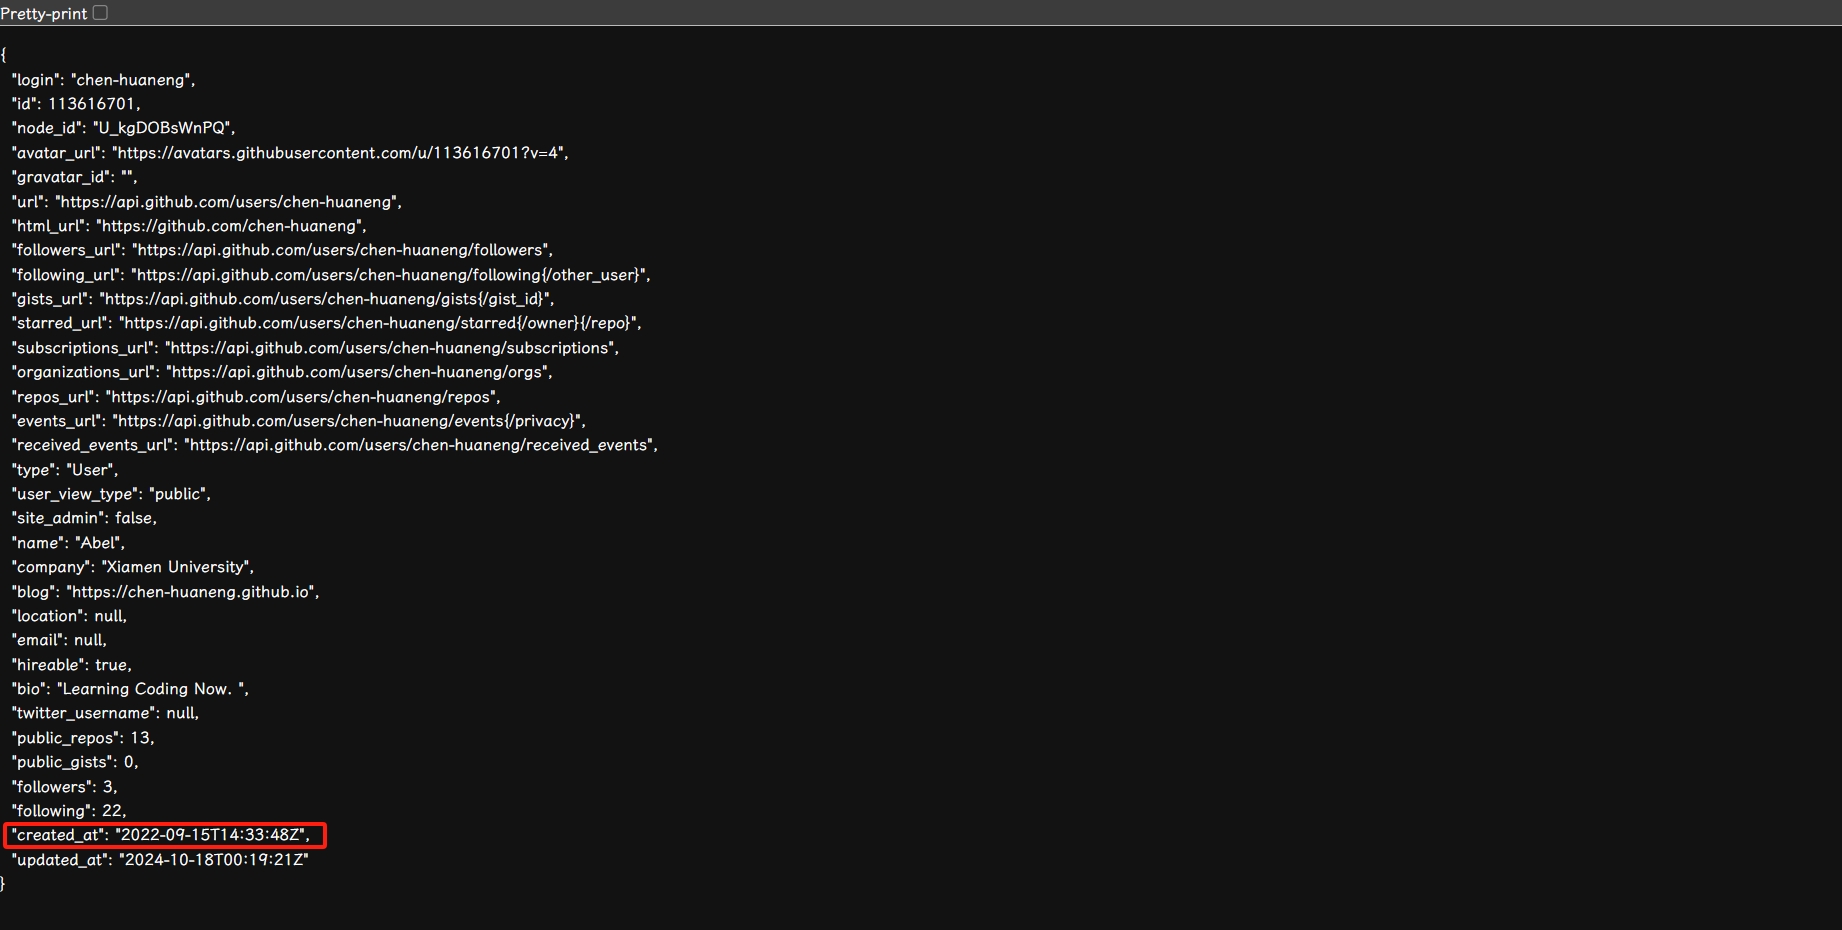 Pretty-print
{
"login": "chen-huaneng",
"id": 113616701,
"node_id": "U_kgDOBsWnPQ",
"avatar_url": "https://avatars.githubusercontent.com/u/113616701?v=4",
"gravatar_id": "",
"url": "https://api.github.com/users/chen-huaneng",
"html_url": "https://github.com/chen-huaneng",
"followers_url": "https://api.github.com/users/chen-huaneng/followers",
"following_url": "https://api.github.com/users/chen-huaneng/following{/other_user}",
"gists_url": "https://api.github.com/users/chen-huaneng/gists{/gist_id}",
"starred_url": "https://api.github.com/users/chen-huaneng/starred{/owner}{/repo}",
"subscriptions_url": "https://api.github.com/users/chen-huaneng/subscriptions",
"organizations_url": "https://api.github.com/users/chen-huaneng/orgs",
"repos_url": "https://api.github.com/users/chen-huaneng/repos",
"events_url": "https://api.github.com/users/chen-huaneng/events{/privacy}",
"received_events_url": "https://api.github.com/users/chen-huaneng/received_events",
"type": "User",
"user_view_type": "public",
"site_admin": false,
"name": "Abel",
"company": "Xiamen University",
"blog": "https://chen-huaneng.github.io",
"location": null,
"email": null,
"hireable": true,
"bio": "Learning Coding Now. ",
"twitter_username": null,
"public_repos": 13,
"public_gists": 0,
"followers": 3,
"following": 22,
"created_at": "2022-09-15T14:33:48Z",
"updated_at": "2024-10-18T00:19:21Z"
}